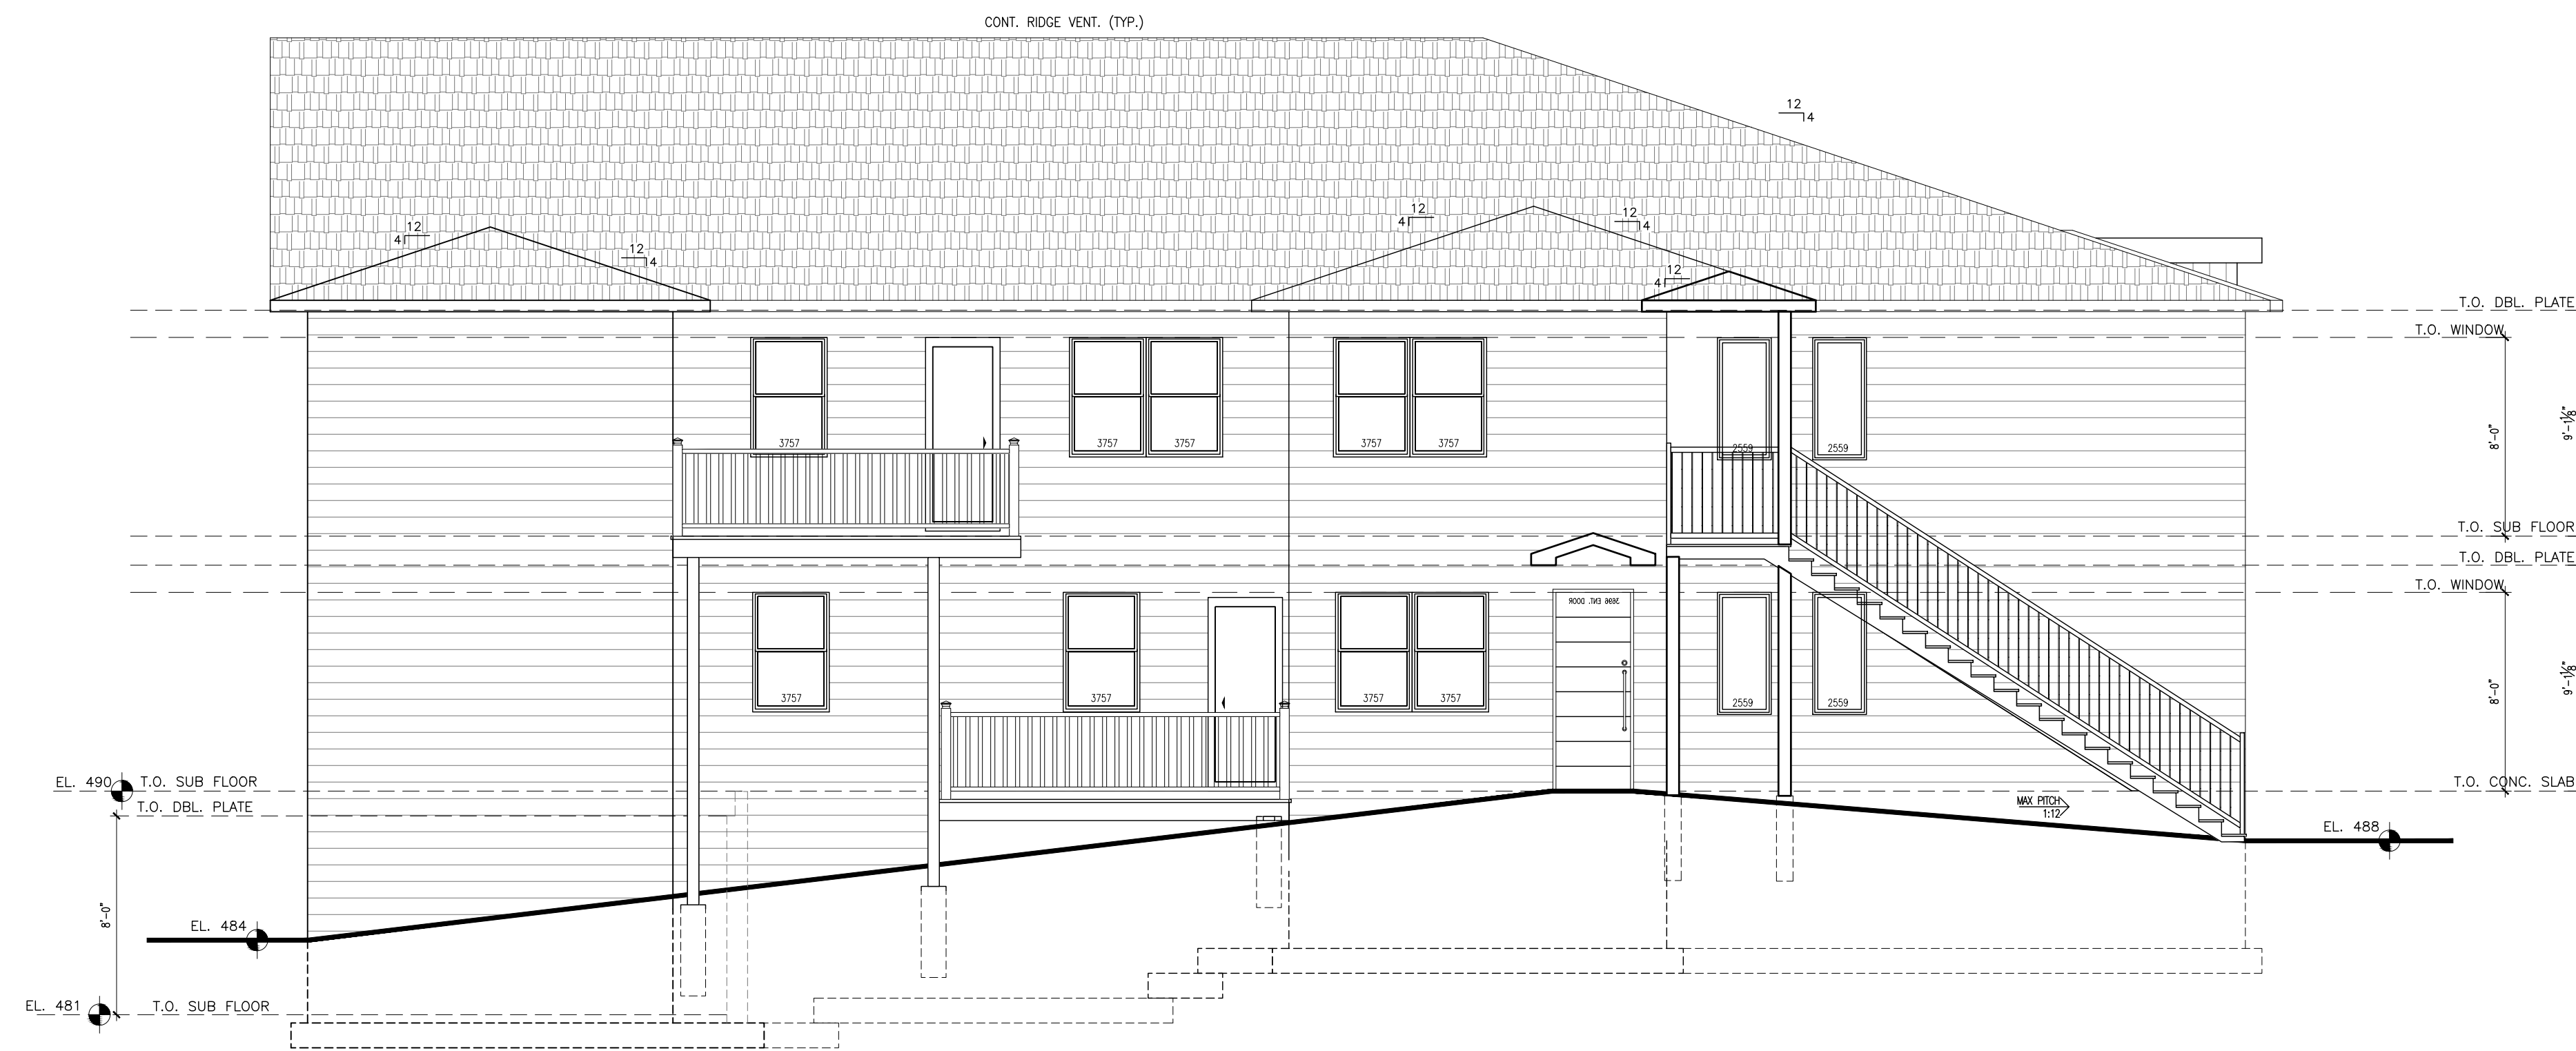 CONT. RIDGE VENT. (TYP.)
12
4
12
4
12
4
12
4
12
4
12
4
T.O. DBL. PLATE
T.O. WINDOW
3757
3757
3757
3757
3757
2559
2559
8'-0"
9'-1⅛"
T.O. SUB FLOOR
T.O. DBL. PLATE
T.O. WINDOW
3696 ENT. DOOR
3757
3757
3757
3757
2559
2559
8'-0"
9'-1⅛"
EL. 490
T.O. SUB FLOOR
T.O. CONC. SLAB
T.O. DBL. PLATE
MAX PITCH
1:12
EL. 488
8'-0"
EL. 484
EL. 481
T.O. SUB FLOOR